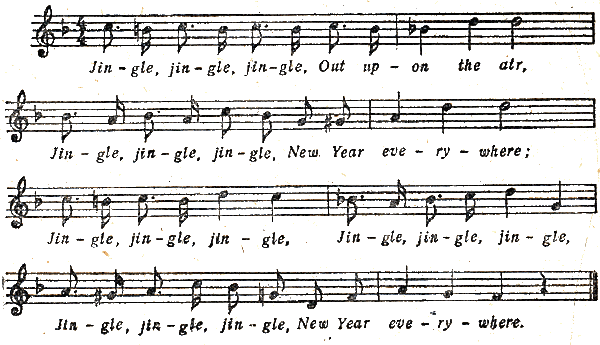 Jin - gle, jin - gle, jin - gle, Out up - on the atr,
Jin - gle, jin - gle, jin - gle, New Year eve - ry - where;
Jin - gle, jin - gle, jin - gle, Jin - gle, jin - gle, jin - gle,
Jin - gle, jin - gle, jin - gle, New Year eve - ry - where.